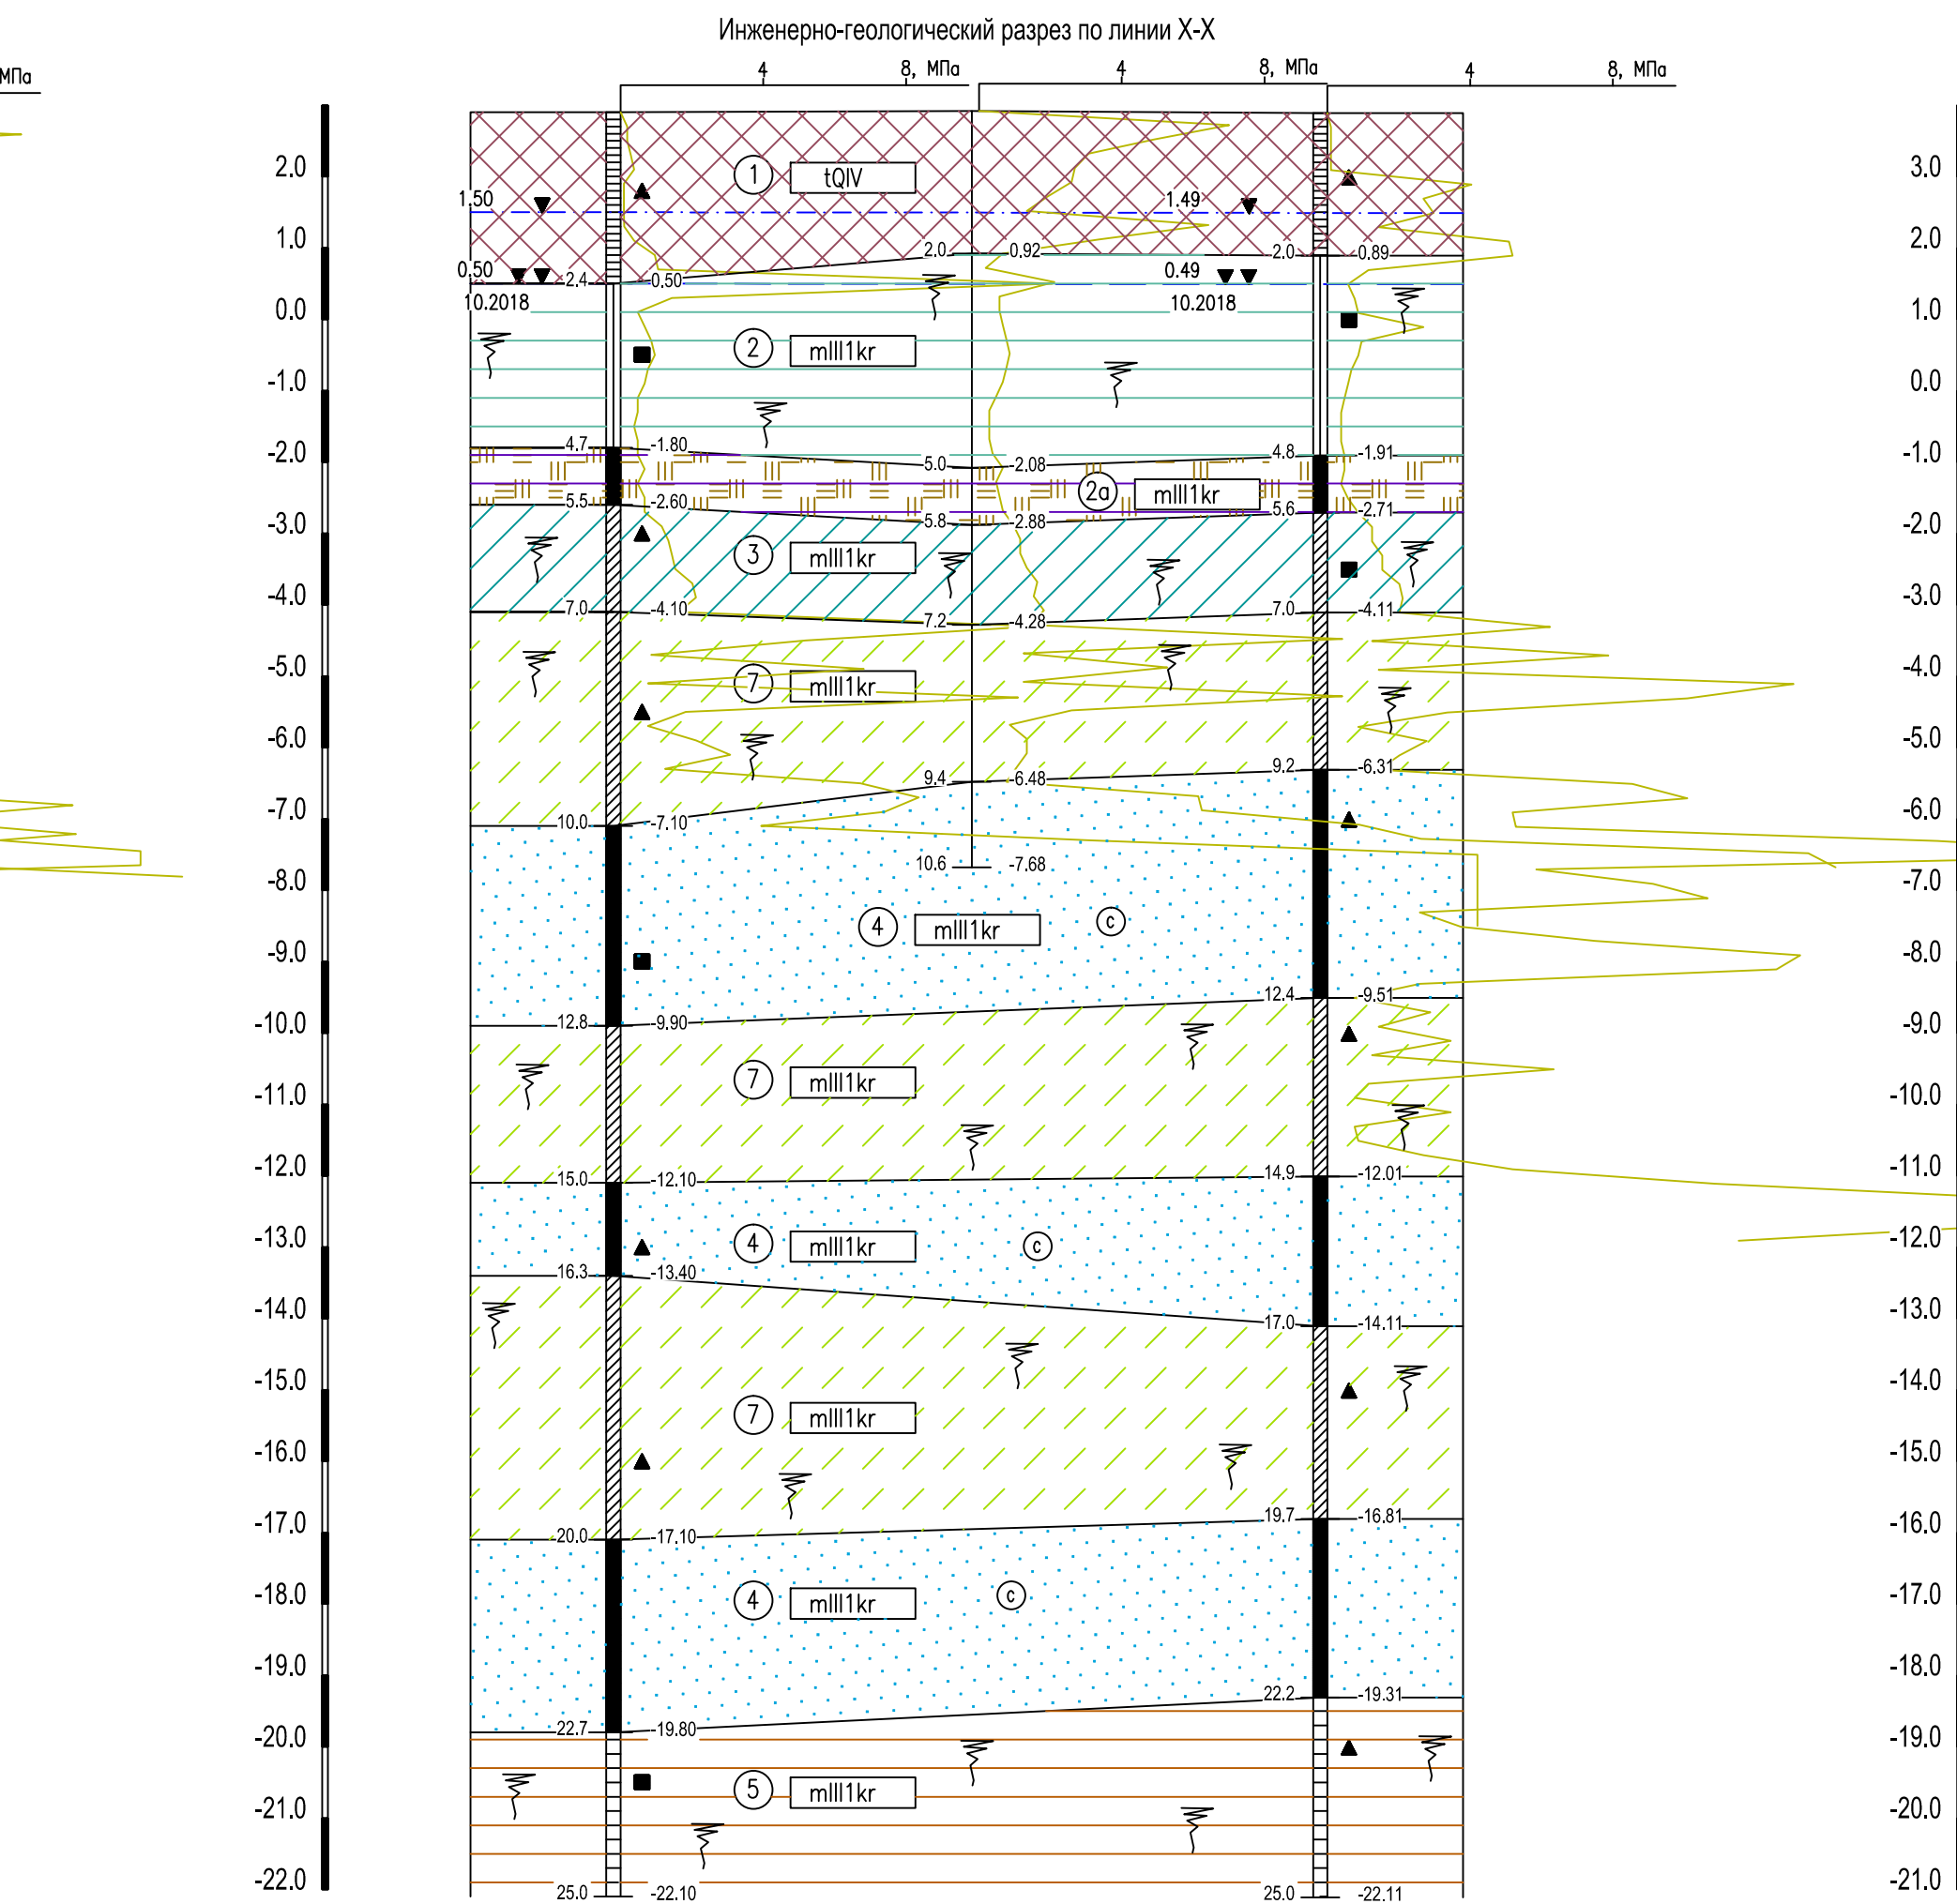 Инженерно-геологический разрез по линии X-X
МПа
4 8, МПа 4 8, МПа 4 8, МПа
2.0 1 tQIV 3.0
1.50 1.49
1.0 2.0 0.92 2.0 0.89 2.0
0.50 2.4 0.50 0.49
10.2018 10.2018
0.0 1.0
2 mIII1kr
-1.0 0.0
4.7 -1.80 4.8 -1.91
-2.0 5.0 -2.08 -1.0
2а mIII1kr
5.5 -2.60 5.6 -2.71
-3.0 5.8 -2.88 -2.0
3 mIII1kr
-4.0 -3.0
7.0 -4.10 7.2 -4.28 7.0 -4.11
-5.0 -4.0
7 mIII1kr
-6.0 -5.0
9.4 -6.48 9.2 -6.31
-7.0 -6.0
10.0 -7.10
10.6 -7.68
-8.0 -7.0
4 mIII1kr с
-9.0 -8.0
12.4 -9.51
-10.0 12.8 -9.90 -9.0
7 mIII1kr
-11.0 -10.0
-12.0 15.0 -12.10 14.9 -12.01 -11.0
-13.0 4 mIII1kr с -12.0
16.3 -13.40
-14.0 17.0 -14.11 -13.0
-15.0 -14.0
7 mIII1kr
-16.0 -15.0
-17.0 20.0 -17.10 19.7 -16.81 -16.0
-18.0 4 mIII1kr с -17.0
-19.0 -18.0
22.2 -19.31
-20.0 22.7 -19.80 -19.0
5 mIII1kr
-21.0 -20.0
-22.0 -21.0
25.0 -22.10 25.0 -22.11